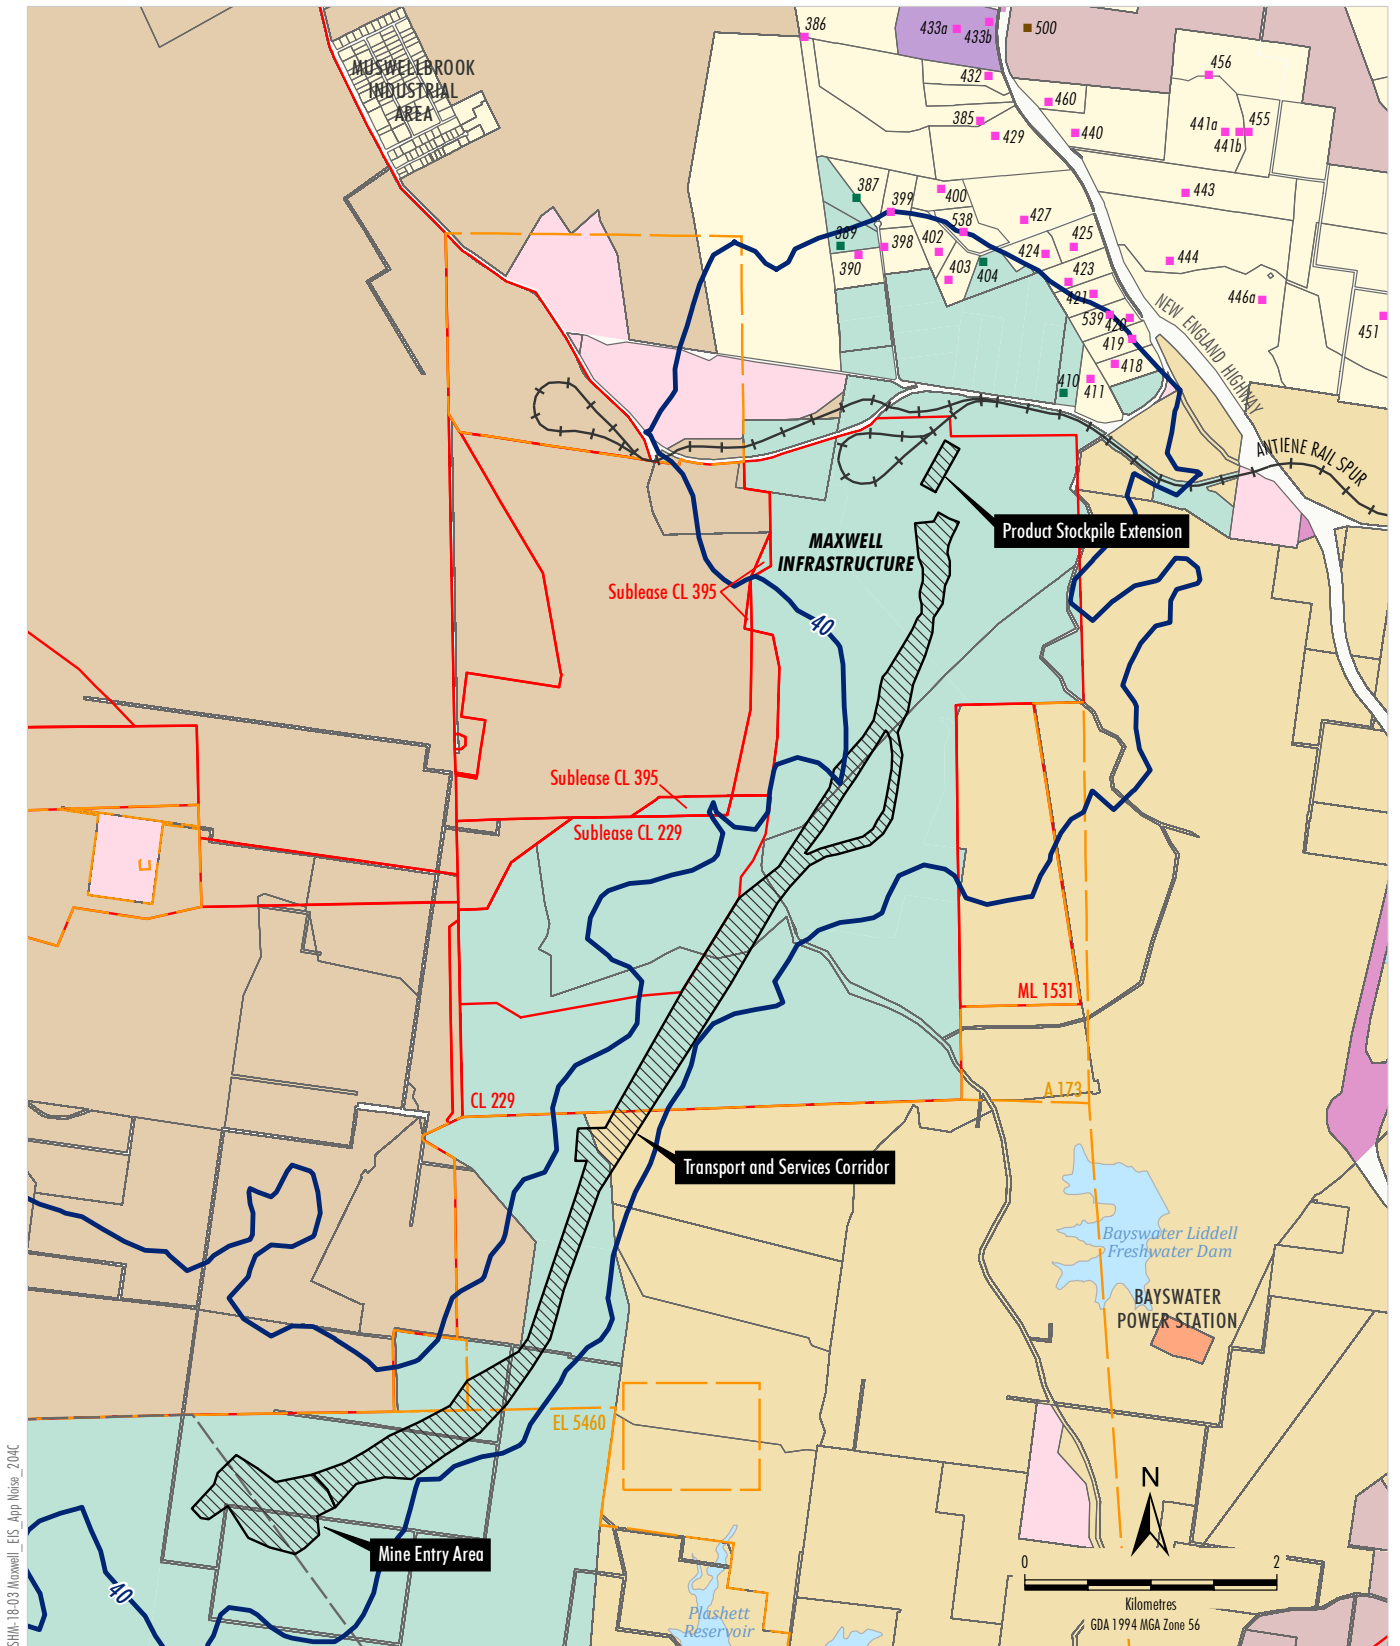 386
433a
433b
500
MUSWELLBROOK
INDUSTRIAL
AREA
432
456
460
385
429
440
441a
455
441b
387
399
400
443
538
427
389
398
402
425
390
403
404
424
444
423
421
446a
NEW ENGLAND HIGHWAY
539
420
451
419
418
410
411
ANTIENE RAIL SPUR
Product Stockpile Extension
MAXWELL
INFRASTRUCTURE
Sublease CL 395
40
Sublease CL 395
Sublease CL 229
ML 1531
CL 229
A 173
Transport and Services Corridor
Bayswater Liddell
Freshwater Dam
BAYSWATER
POWER STATION
EL 5460
SHM-18-03 Maxwell_EIS_App Noise_204C
N
Mine Entry Area
0
2
40
Kilometres
Plashett
Reservoir
GDA 1994 MGA Zone 56